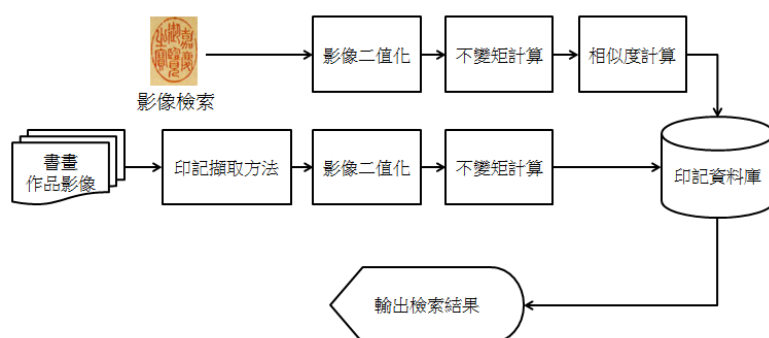 影像檢索
影像二值化
不變矩計算
相似度計算
書畫
作品影像
印記擷取方法
影像二值化
不變矩計算
印記資料庫
輸出檢索結果